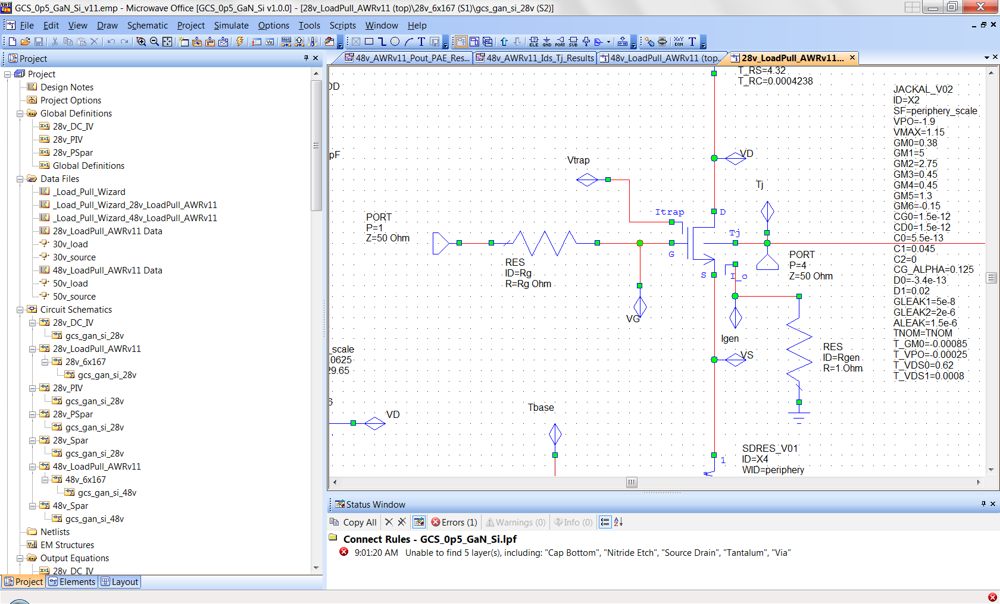 GCS_0p5_GaN_Si_v11.emp - Microwave Office [GCS_0p5_GaN_Si v1.0.0] - [28v_LoadPull_AWRv11 (top)\28v_6x167 (S1)\gcs_gan_si_28v (S2)]
File Edit View Draw Schematic Project Simulate Options Tools Scripts Window Help
Project
Project
Design Notes
Project Options
Global Definitions
28v_DC_IV
28v_PIV
28v_PSpar
Global Definitions
Data Files
_Load_Pull_Wizard
_Load_Pull_Wizard_28v_LoadPull_AWRv11
_Load_Pull_Wizard_48v_LoadPull_AWRv11
28v_LoadPull_AWRv11 Data
30v_load
30v_source
48v_LoadPull_AWRv11 Data
50v_load
50v_source
Circuit Schematics
28v_DC_IV
gcs_gan_si_28v
28v_LoadPull_AWRv11
28v_6x167
gcs_gan_si_28v
28v_PIV
gcs_gan_si_28v
28v_PSpar
gcs_gan_si_28v
28v_Spar
gcs_gan_si_28v
48v_LoadPull_AWRv11
48v_6x167
gcs_gan_si_48v
48v_Spar
gcs_gan_si_48v
Netlists
EM Structures
Output Equations
28v_DC_IV
Project Elements Layout
48v_AWRv11_Pout_PAE_Res... 48v_AWRv11_Ids_Tj_Results 48v_LoadPull_AWRv11 (top... 28v_LoadPull_AWRv11...
T_RS=4.32
T_RC=0.0004238
DD
pF
Vtrap
VD
Tj
Itrap
D
PORT
P=1
Z=50 Ohm
Tj
G
RES
ID=Rg
R=Rg Ohm
S
I_o
PORT
P=4
Z=50 Ohm
VG
Igen
VS
RES
ID=Rgen
R=1 Ohm
_scale
.0625
29.65
6
VD
Tbase
1
SDRES_V01
ID=X4
WID=periphery
JACKAL_V02
ID=X2
SF=periphery_scale
VPO=-1.9
VMAX=1.15
GM0=0.38
GM1=5
GM2=2.75
GM3=0.45
GM4=0.45
GM5=1.3
GM6=-0.15
CG0=1.5e-12
CD0=1.5e-12
C0=5.5e-13
C1=0.045
C2=0
CG_ALPHA=0.125
D0=-3.4e-13
D1=0.02
GLEAK1=5e-8
GLEAK2=2e-6
ALEAK=1.5e-6
TNOM=TNOM
T_GM0=-0.00085
T_VPO=-0.00025
T_VDS0=0.62
T_VDS1=0.0008
Status Window
Copy All Errors (1) Warnings (0) Info (0)
Connect Rules - GCS_0p5_GaN_Si.lpf
9:01:20 AM Unable to find 5 layer(s), including: "Cap Bottom", "Nitride Etch", "Source Drain", "Tantalum", "Via"